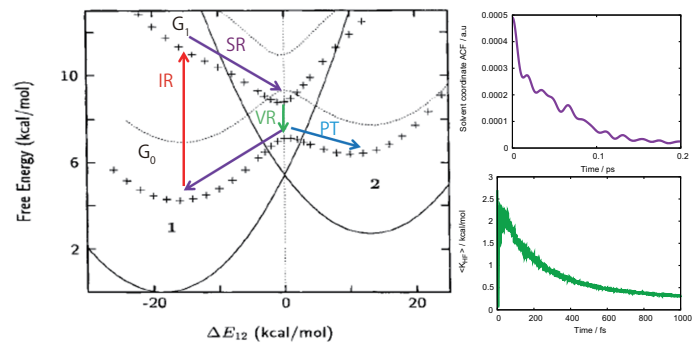 G1
SR
IR
VR
PT
G0
1
2
Free Energy (kcal/mol)
10
6
2
-20
0
20
ΔE12 (kcal/mol)
Solvent coordinate ACF / a.u
0.0005
0.0004
0.0003
0.0002
0.0001
0
0
0.1
0.2
Time / ps
<KHF> / kcal/mol
3
2.5
2
1.5
1
0.5
0
0
200
400
600
800
1000
Time / fs